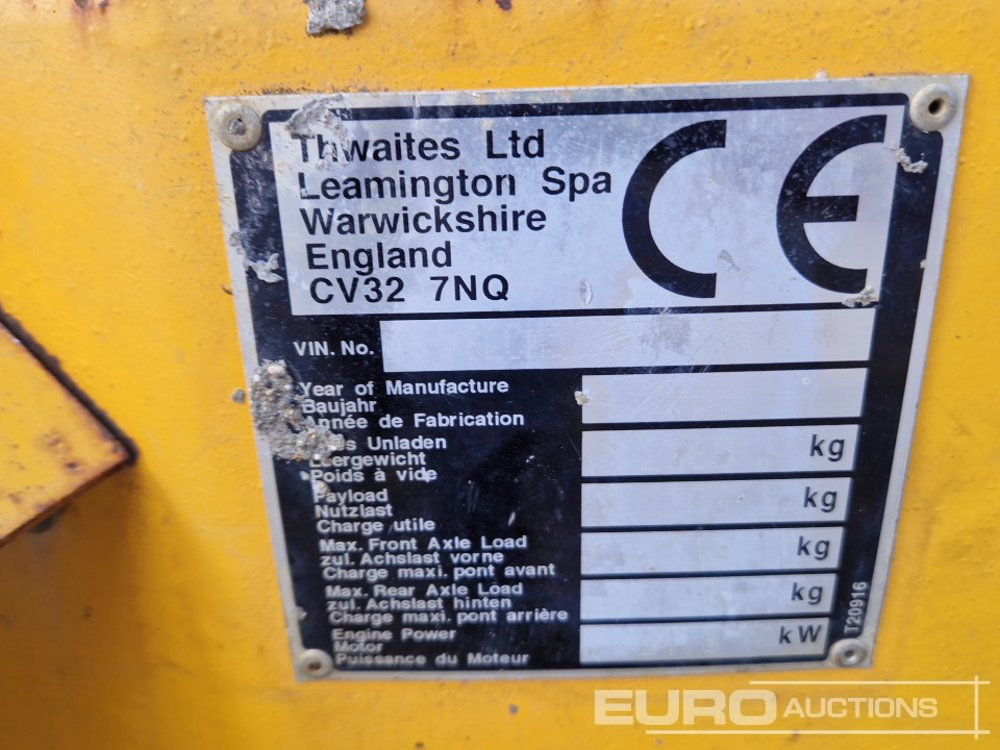 Thwaites Ltd
Leamington Spa
Warwickshire
England
CV32 7NQ
CE
VIN. No.
Year of Manufacture
Baujahr
Année de Fabrication
Unladen
Leergewicht
Poids à vide
kg
Payload
Nutzlast
Charge utile
kg
Max. Front Axle Load
zul. Achslast vorne
Charge maxi. pont avant
kg
Max. Rear Axle Load
zul. Achslast hinten
Charge maxi. pont arrière
kg
Engine Power
Motor
Puissance du Moteur
kW
T20916
EURO AUCTIONS